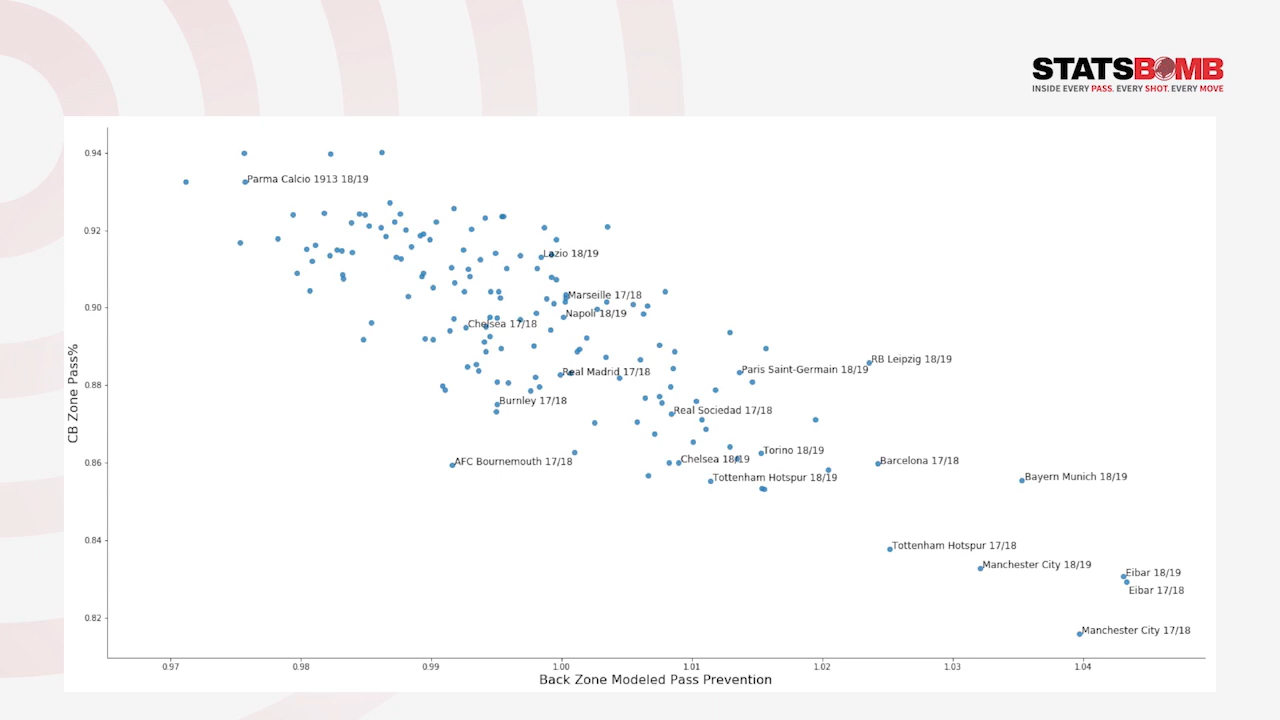 STATSBOMB
INSIDE EVERY PASS. EVERY SHOT. EVERY MOVE
0.94
Parma Calcio 1913 18/19
0.92
Lazio 18/19
Marseille 17/18
0.90
Napoli 18/19
Chelsea 17/18
RB Leipzig 18/19
Real Madrid 17/18
Paris Saint-Germain 18/19
0.88
Burnley 17/18
Real Sociedad 17/18
CB Zone Pass%
Torino 18/19
AFC Bournemouth 17/18
Chelsea 18/19
Barcelona 17/18
0.86
Tottenham Hotspur 18/19
Bayern Munich 18/19
0.84
Tottenham Hotspur 17/18
Manchester City 18/19
Eibar 18/19
Eibar 17/18
0.82
Manchester City 17/18
0.97 0.98 0.99 1.00 1.01 1.02 1.03 1.04
Back Zone Modeled Pass Prevention